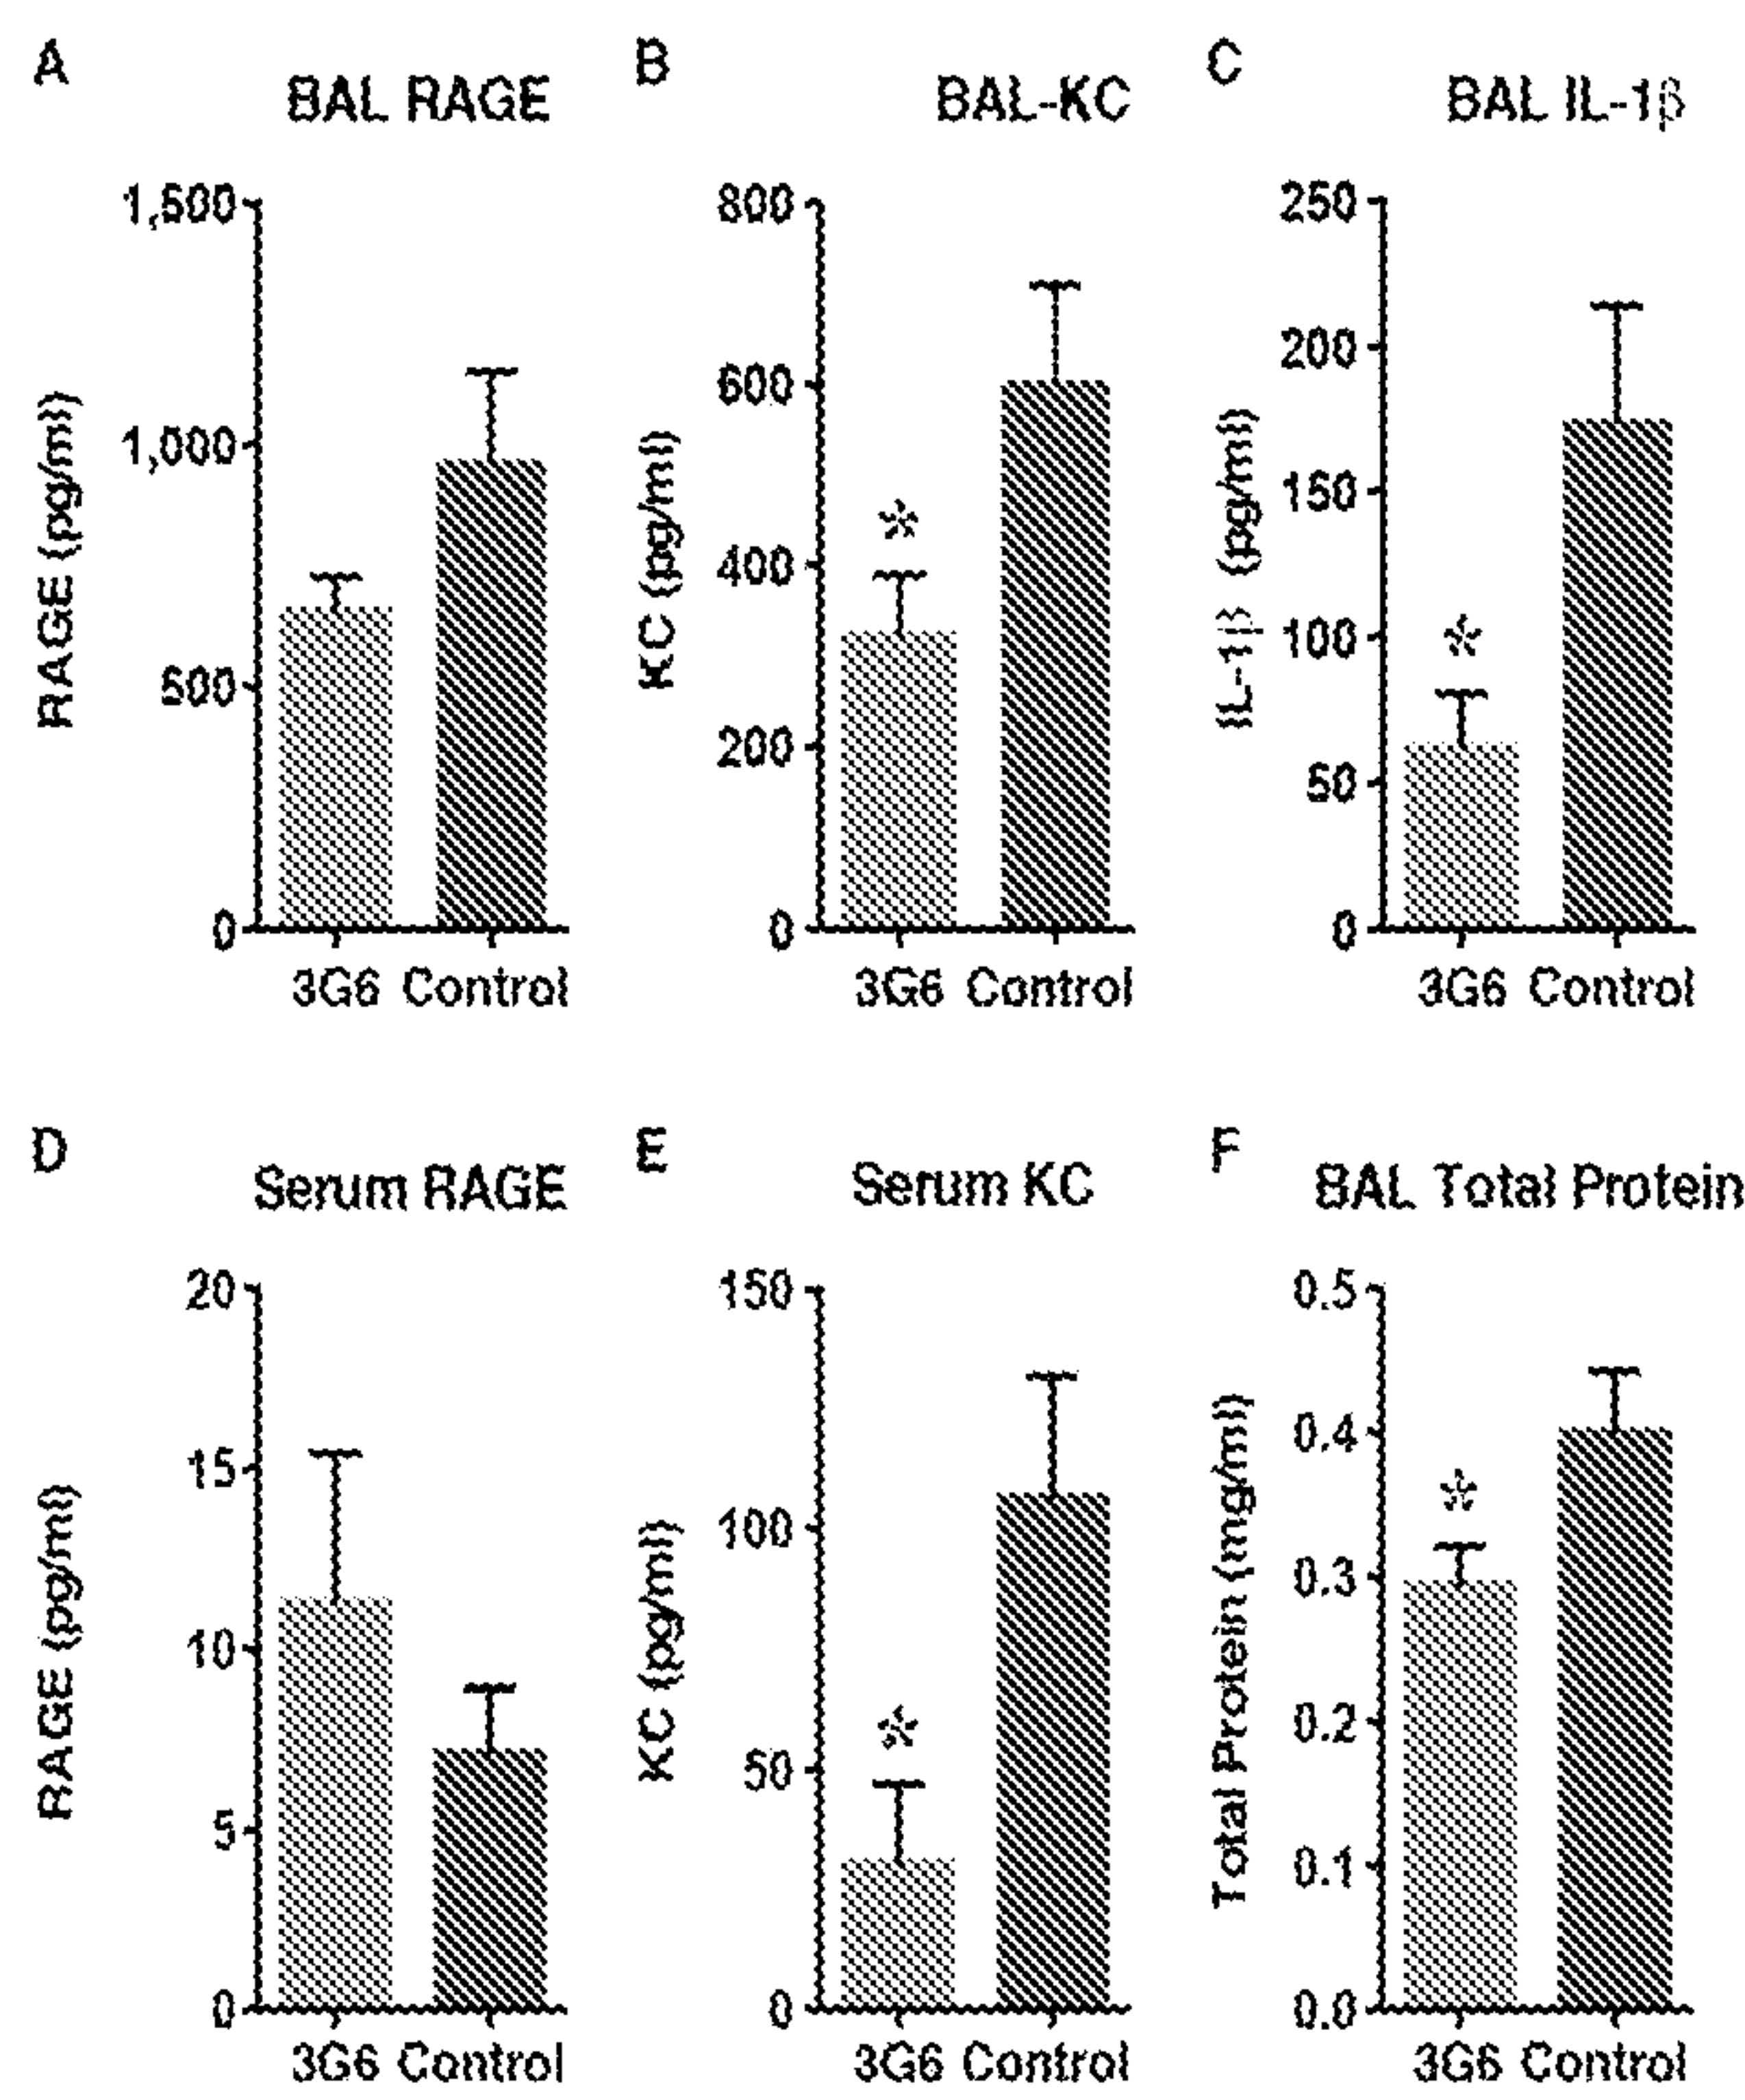 A
BAL RAGE
RAGE (pg/ml)
1,500
1,000
500
0
3G6 Control
B
BAL-KC
KC (pg/ml)
800
600
400
200
0
*
3G6 Control
C
BAL IL-1β
IL-1β (pg/ml)
250
200
150
100
50
0
*
3G6 Control
D
Serum RAGE
RAGE (pg/ml)
20
15
10
5
0
3G6 Control
E
Serum KC
KC (pg/ml)
150
100
50
0
*
3G6 Control
F
BAL Total Protein
Total Protein (mg/ml)
0.5
0.4
0.3
0.2
0.1
0.0
*
3G6 Control